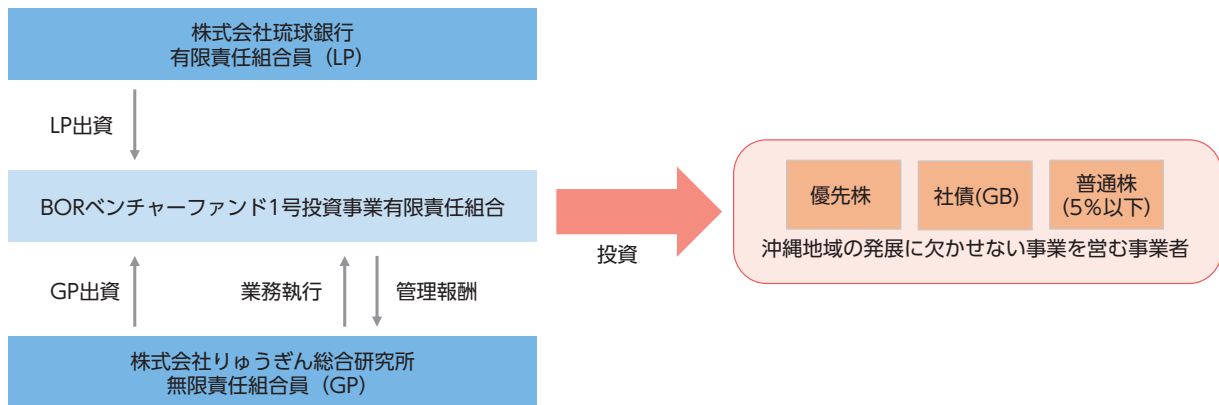 株式会社琉球銀行
有限責任組合員（LP）
LP出資
BORベンチャーファンド1号投資事業有限責任組合
投資
優先株
社債(GB)
普通株
(5%以下)
沖縄地域の発展に欠かせない事業を営む事業者
GP出資
業務執行
管理報酬
株式会社りゅうぎん総合研究所
無限責任組合員（GP）